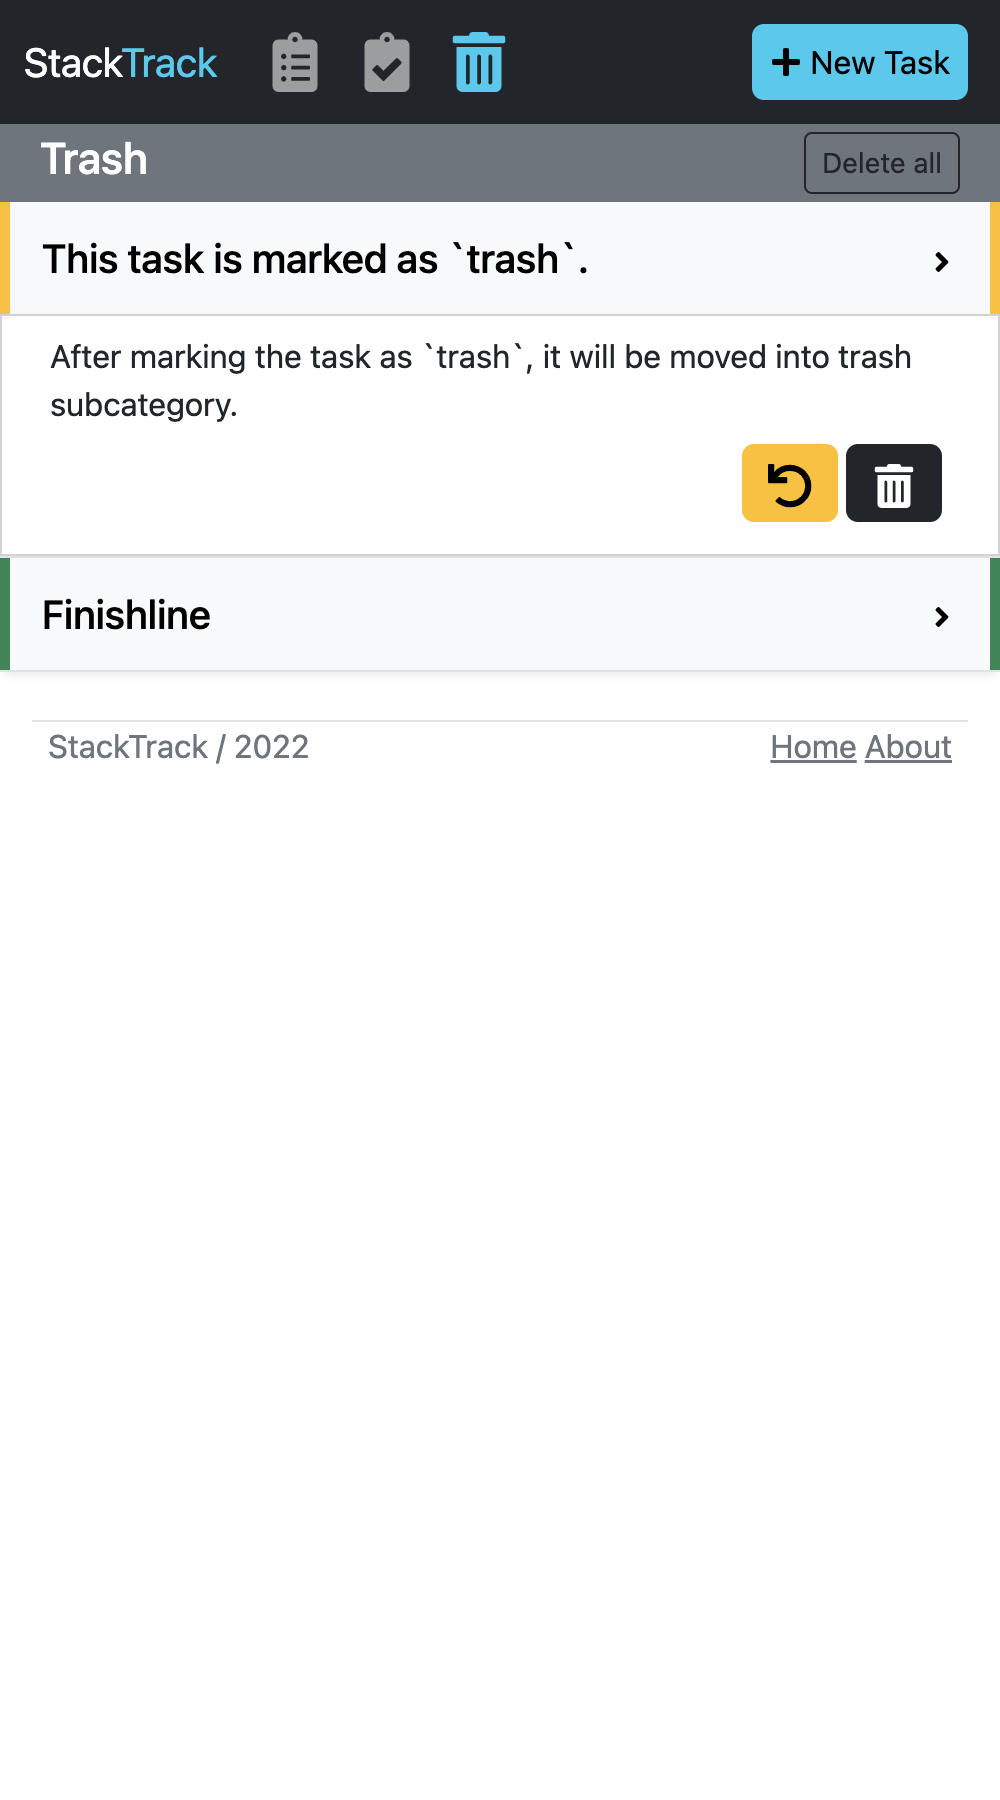 StackTrack
New Task
Trash
Delete all
This task is marked as `trash`.
After marking the task as `trash`, it will be moved into trash
subcategory.
Finishline
StackTrack / 2022
Home About